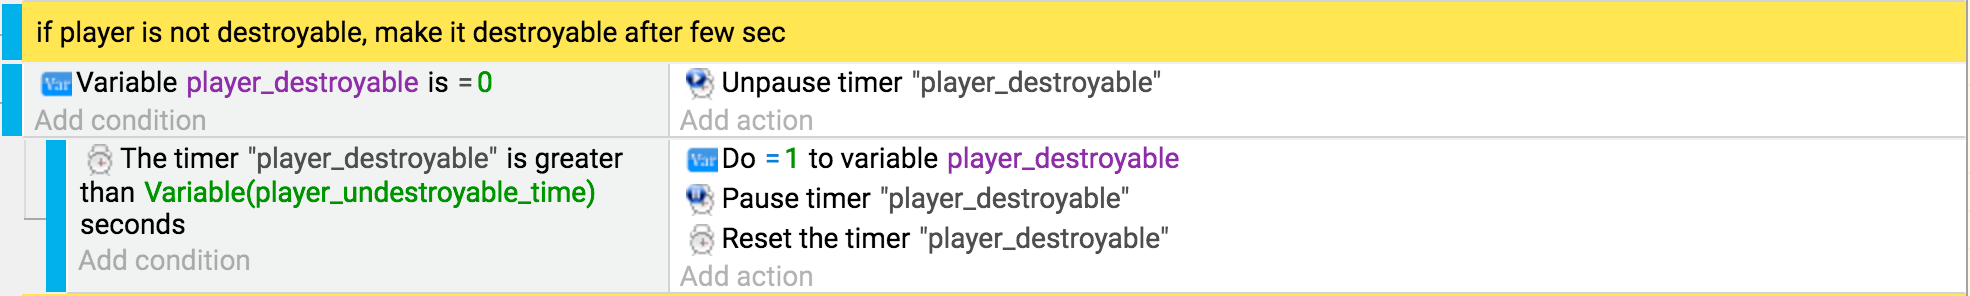 if player is not destroyable, make it destroyable after few sec
Var Variable player_destroyable is = 0
Unpause timer "player_destroyable"
Add condition
Add action
The timer "player_destroyable" is greater
than Variable(player_undestroyable_time)
seconds
Add condition
Var Do = 1 to variable player_destroyable
Pause timer "player_destroyable"
Reset the timer "player_destroyable"
Add action